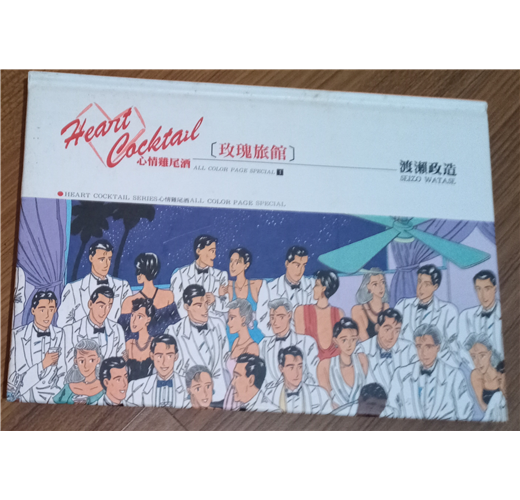 Heart
Cocktail
心情雞尾酒 ALL COLOR PAGE SPECIAL 1
〔玫瑰旅館〕
渡瀨政造
SEIZO WATASE
●HEART COCKTAIL SERIES心情雞尾酒ALL COLOR PAGE SPECIAL